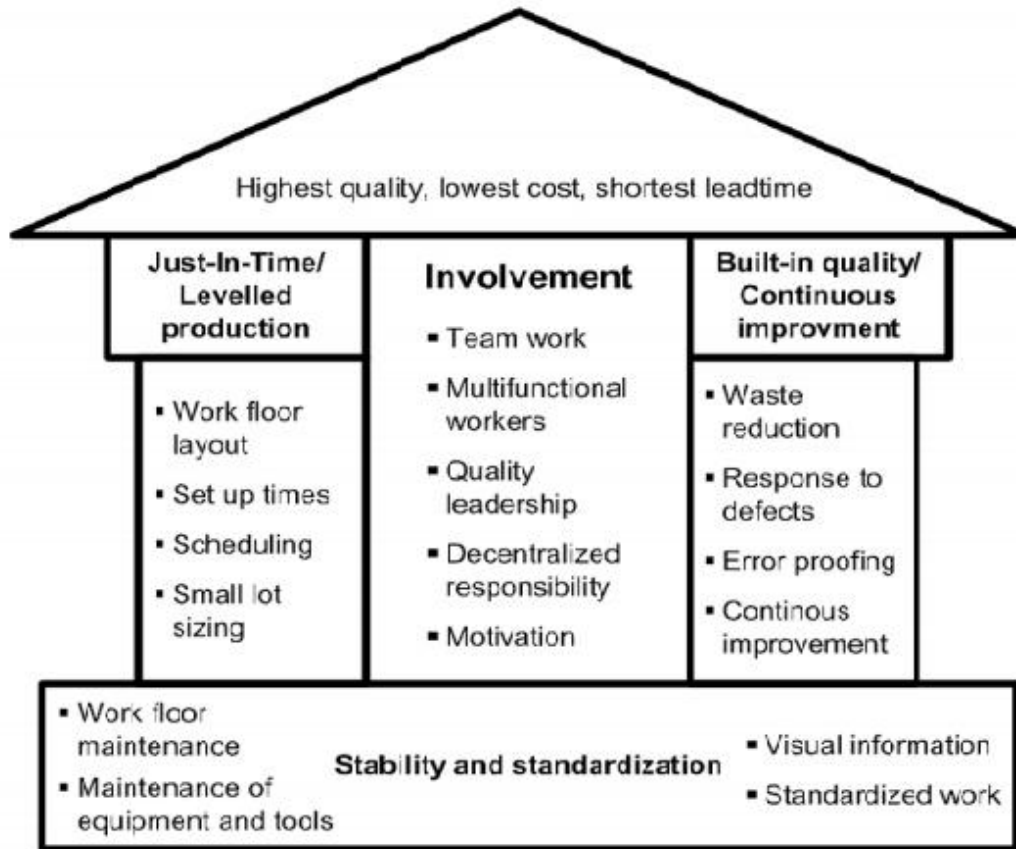 Highest quality, lowest cost, shortest leadtime
Just-In-Time/
Levelled
production
▪ Work floor
layout
▪ Set up times
▪ Scheduling
▪ Small lot
sizing
Involvement
▪ Team work
▪ Multifunctional
workers
▪ Quality
leadership
▪ Decentralized
responsibility
▪ Motivation
Built-in quality/
Continuous
improvment
▪ Waste
reduction
▪ Response to
defects
▪ Error proofing
▪ Continous
improvement
▪ Work floor
maintenance
▪ Maintenance of
equipment and tools
Stability and standardization
▪ Visual information
▪ Standardized work